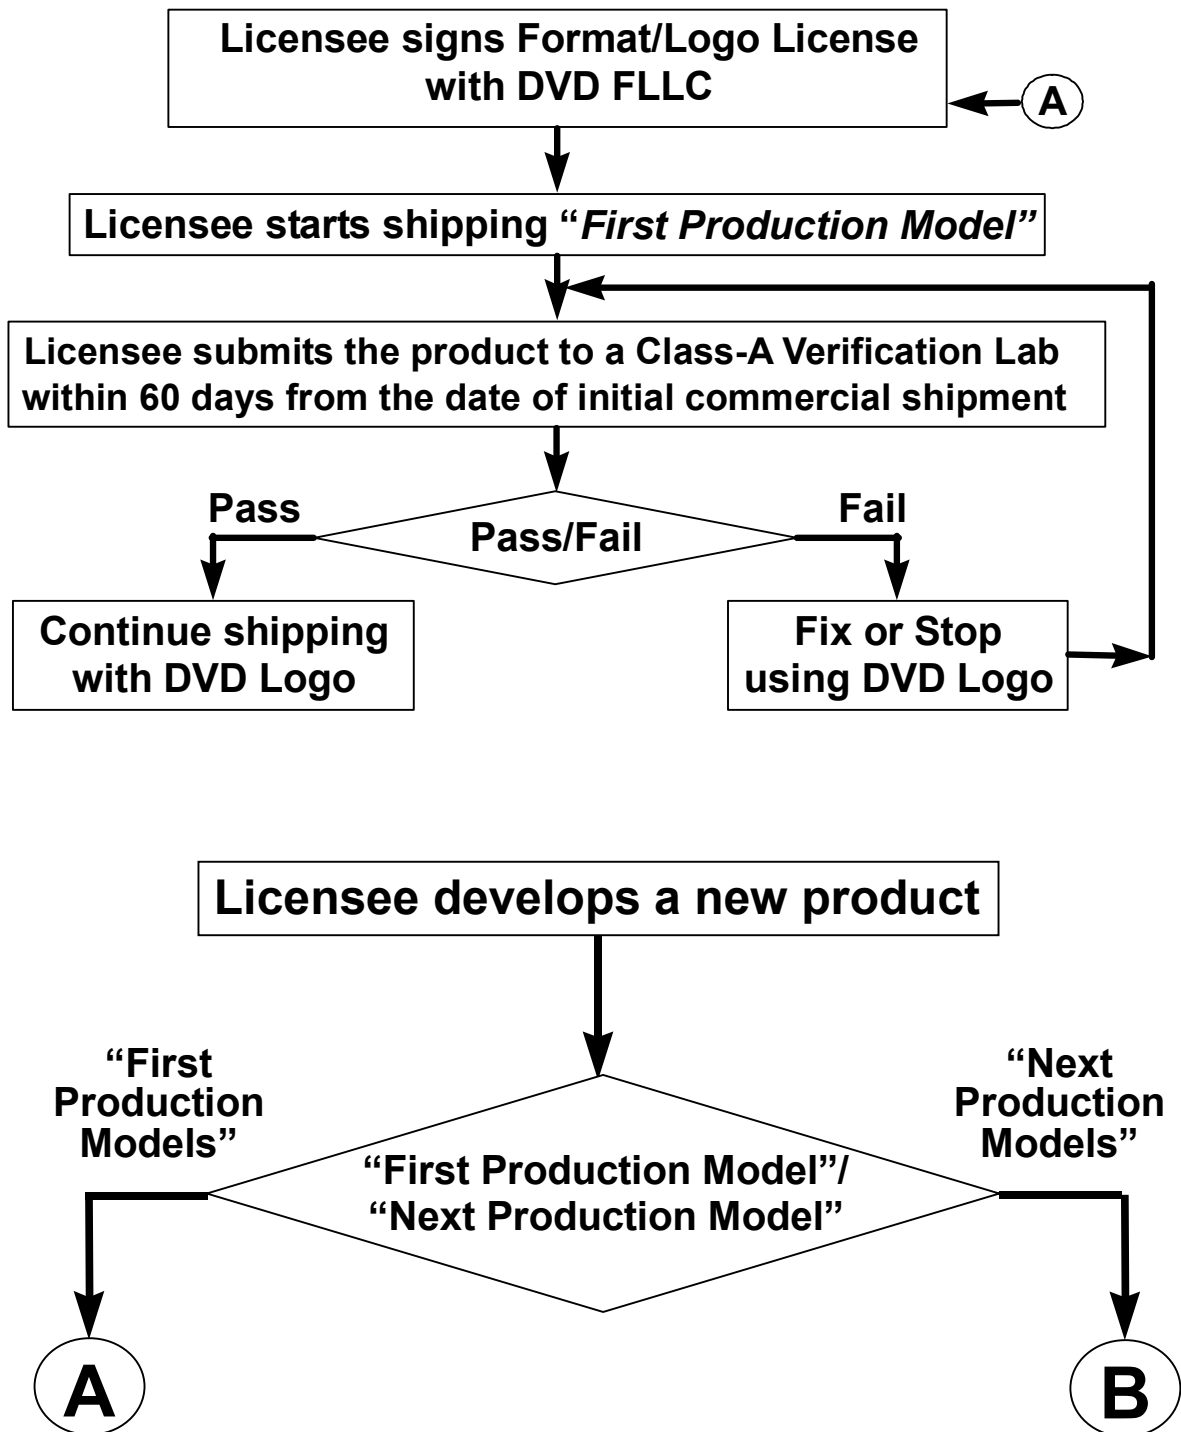 Licensee signs Format/Logo License
with DVD FLLC
A
Licensee starts shipping “First Production Model”
Licensee submits the product to a Class-A Verification Lab
within 60 days from the date of initial commercial shipment
Pass
Fail
Pass/Fail
Continue shipping
with DVD Logo
Fix or Stop
using DVD Logo
Licensee develops a new product
“First
Production
Models”
“Next
Production
Models”
“First Production Model”/
“Next Production Model”
A
B